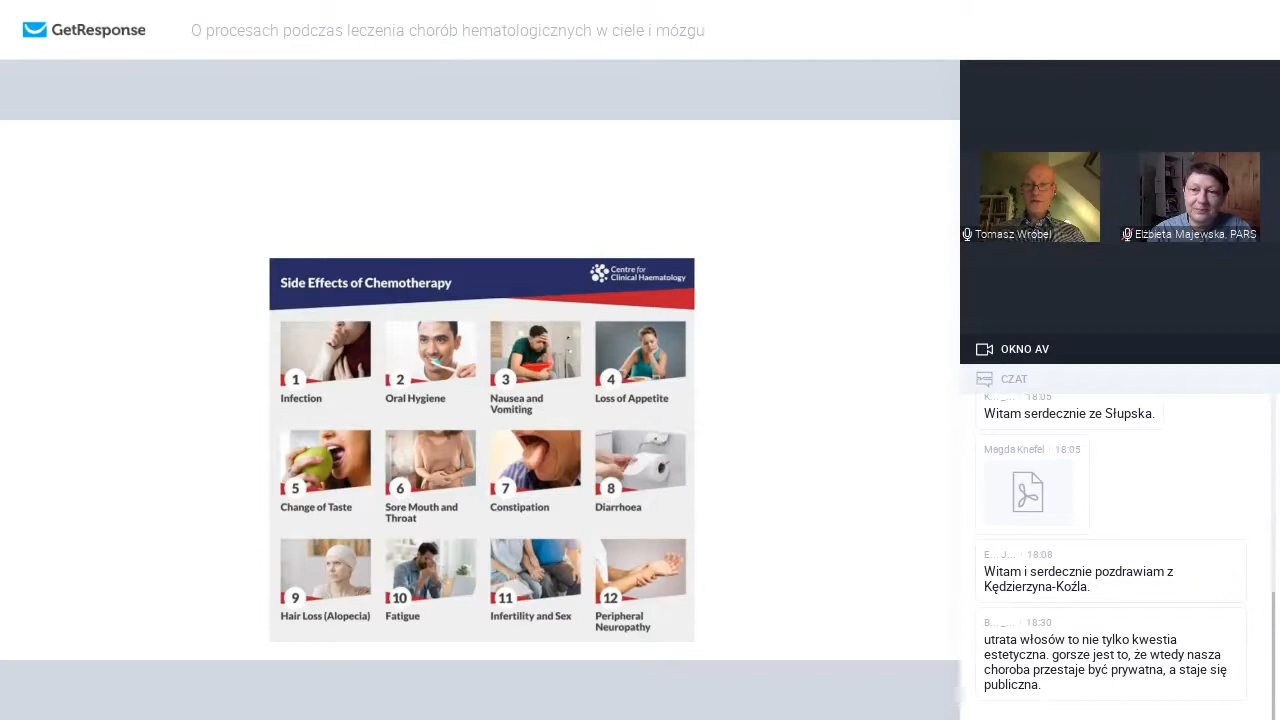 GetResponse
O procesach podczas leczenia chorób hematologicznych w ciele i mózgu
Side Effects of Chemotherapy
Centre for
Clinical Haematology
1
Infection
2
Oral Hygiene
3
Nausea and
Vomiting
4
Loss of Appetite
5
Change of Taste
6
Sore Mouth and
Throat
7
Constipation
8
Diarrhoea
9
Hair Loss (Alopecia)
10
Fatigue
11
Infertility and Sex
12
Peripheral
Neuropathy
Tomasz Wróbel
Elżbieta Majewska. PARS
OKNO AV
CZAT
K... _... 18:05
Witam serdecznie ze Słupska.
Magda Knefel 18:05
E... J... 18:08
Witam i serdecznie pozdrawiam z
Kędzierzyna-Koźla.
B... _... 18:30
utrata włosów to nie tylko kwestia
estetyczna. gorsze jest to, że wtedy nasza
choroba przestaje być prywatna, a staje się
publiczna.